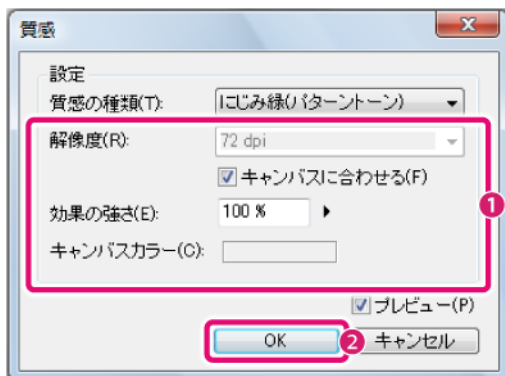 質感
設定
質感の種類(T): にじみ縁(パターントーン)
解像度(R): 72 dpi
キャンバスに合わせる(F)
効果の強さ(E): 100 %
キャンバスカラー(C):
1
プレビュー(P)
OK 2 キャンセル